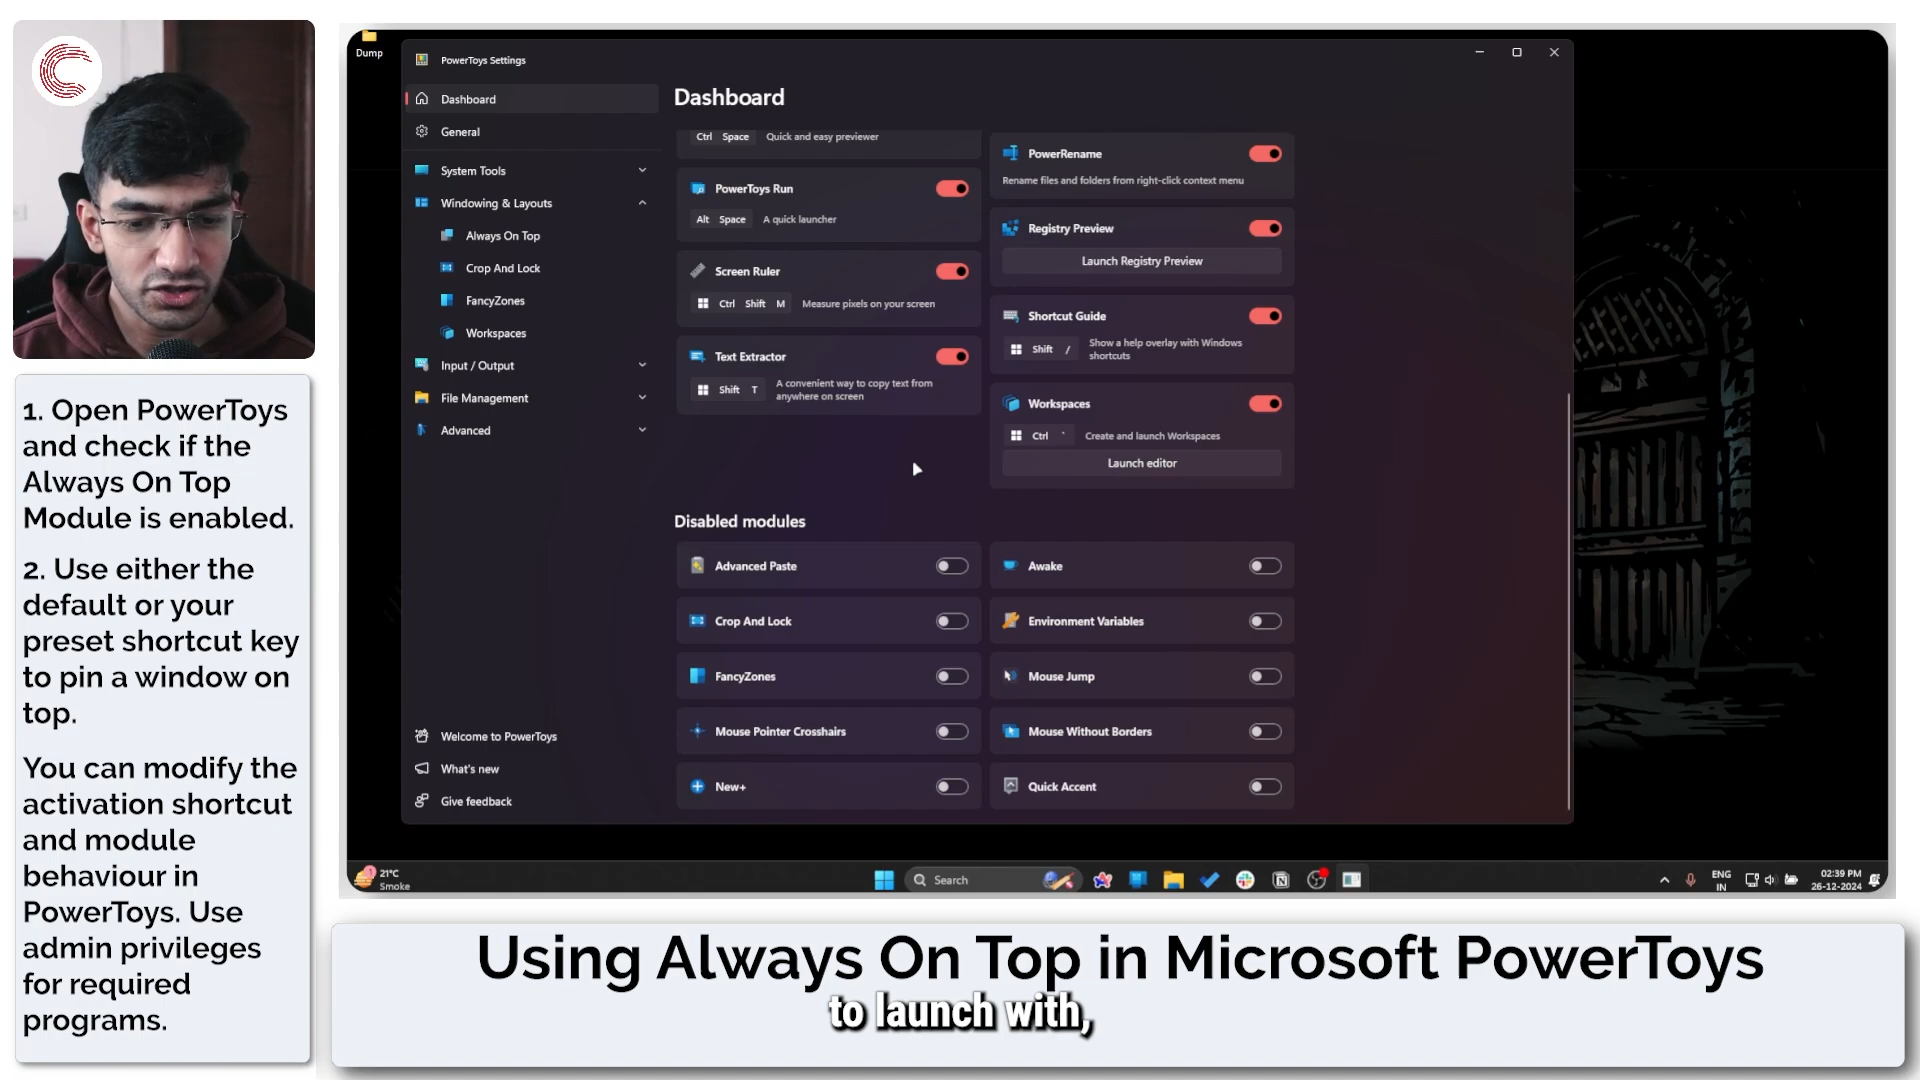 Dump
PowerToys Settings
Dashboard
General
System Tools
Windowing & Layouts
Always On Top
Crop And Lock
FancyZones
Workspaces
Input / Output
File Management
Advanced
Welcome to PowerToys
What's new
Give feedback
Dashboard
Ctrl Space Quick and easy previewer
PowerToys Run
Alt Space A quick launcher
Screen Ruler
Ctrl Shift M Measure pixels on your screen
Text Extractor
Shift T A convenient way to copy text from
anywhere on screen
PowerRename
Rename files and folders from right-click context menu
Registry Preview
Launch Registry Preview
Shortcut Guide
Shift / Show a help overlay with Windows
shortcuts
Workspaces
Ctrl ` Create and launch Workspaces
Launch editor
Disabled modules
Advanced Paste
Awake
Crop And Lock
Environment Variables
FancyZones
Mouse Jump
Mouse Pointer Crosshairs
Mouse Without Borders
New+
Quick Accent
21°C
Smoke
Search
ENG
IN
02:39 PM
26-12-2024
1. Open PowerToys
and check if the
Always On Top
Module is enabled.
2. Use either the
default or your
preset shortcut key
to pin a window on
top.
You can modify the
activation shortcut
and module
behaviour in
PowerToys. Use
admin privileges
for required
programs.
Using Always On Top in Microsoft PowerToys
to launch with,